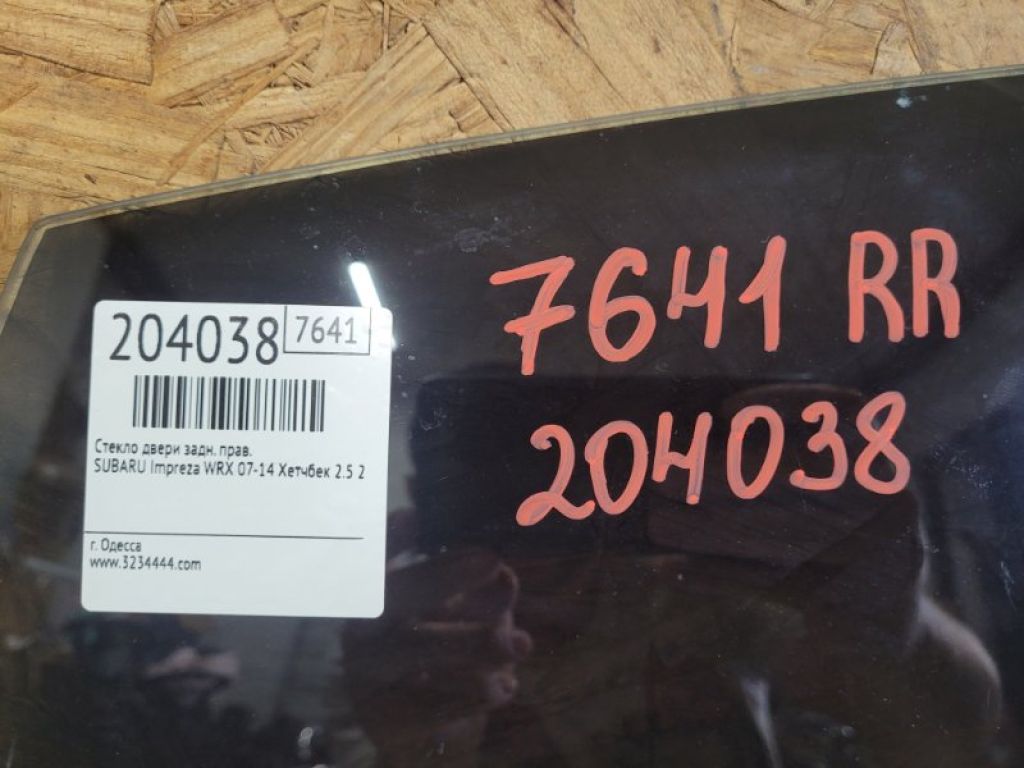 204038 7641
Стекло двери задн. прав.
SUBARU Impreza WRX 07-14 Хетчбек 2.5 2
г. Одесса
www.3234444.com
7641 RR
204038